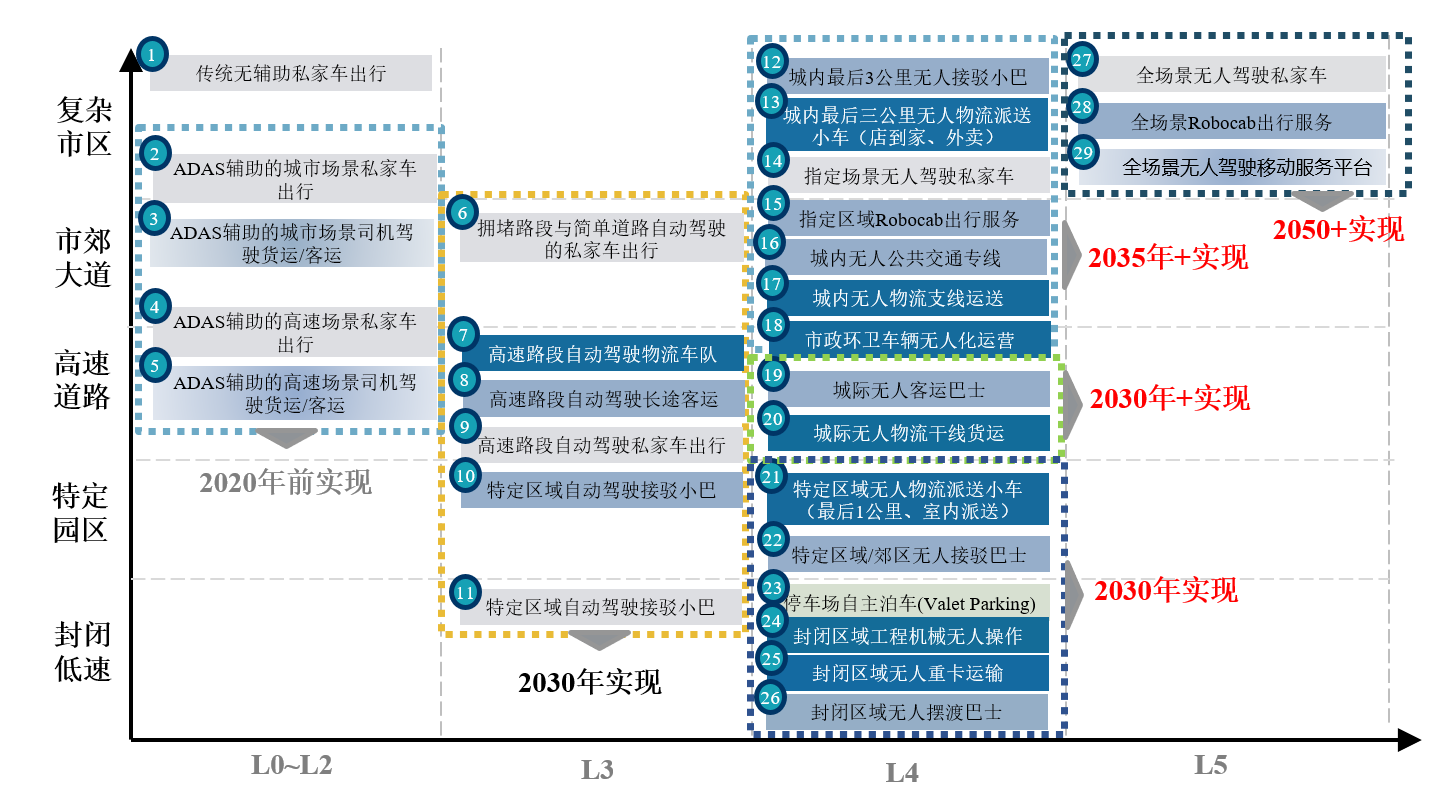 复杂
市区
市郊
大道
高速
道路
特定
园区
封闭
低速
1
传统无辅助私家车出行
2
ADAS辅助的城市场景私家车
出行
3
ADAS辅助的城市场景司机驾
驶货运/客运
4
ADAS辅助的高速场景私家车
出行
5
ADAS辅助的高速场景司机驾
驶货运/客运
2020年前实现
6
拥堵路段与简单道路自动驾驶
的私家车出行
7
高速路段自动驾驶物流车队
8
高速路段自动驾驶长途客运
9
高速路段自动驾驶私家车出行
10
特定区域自动驾驶接驳小巴
11
特定区域自动驾驶接驳小巴
2030年实现
12
城内最后3公里无人接驳小巴
13
城内最后三公里无人物流派送
小车（店到家、外卖）
14
指定场景无人驾驶私家车
15
指定区域Robocab出行服务
16
城内无人公共交通专线
17
城内无人物流支线运送
18
市政环卫车辆无人化运营
2035年+实现
19
城际无人客运巴士
20
城际无人物流干线货运
2030年+实现
21
特定区域无人物流派送小车
（最后1公里、室内派送）
22
特定区域/郊区无人接驳巴士
23
停车场自主泊车(Valet Parking)
24
封闭区域工程机械无人操作
25
封闭区域无人重卡运输
26
封闭区域无人摆渡巴士
2030年实现
27
全场景无人驾驶私家车
28
全场景Robocab出行服务
29
全场景无人驾驶移动服务平台
2050+实现
L0~L2
L3
L4
L5